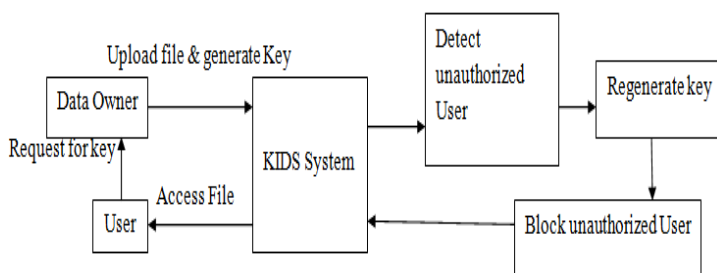 Upload file & generate Key
Data Owner
Request for key
User
Access File
KIDS System
Detect
unauthorized
User
Regenerate key
Block unauthorized User